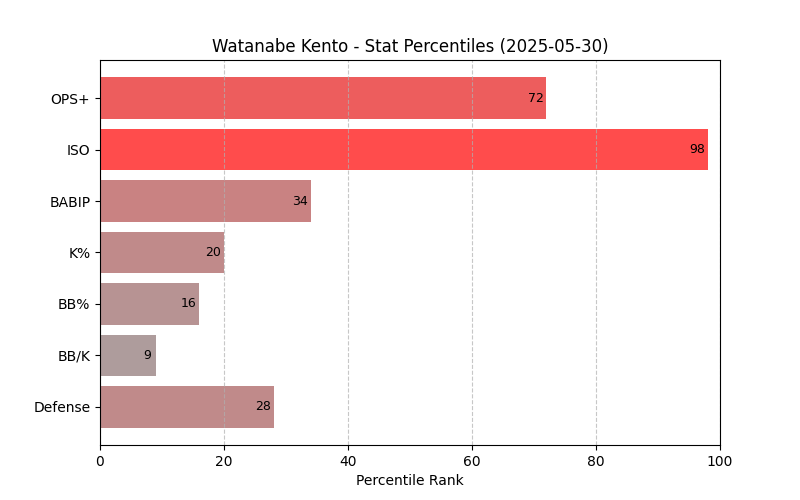 Watanabe Kento - Stat Percentiles (2025-05-30)
OPS+ 72
ISO 98
BABIP 34
K% 20
BB% 16
BB/K 9
Defense 28
0 20 40 60 80 100
Percentile Rank